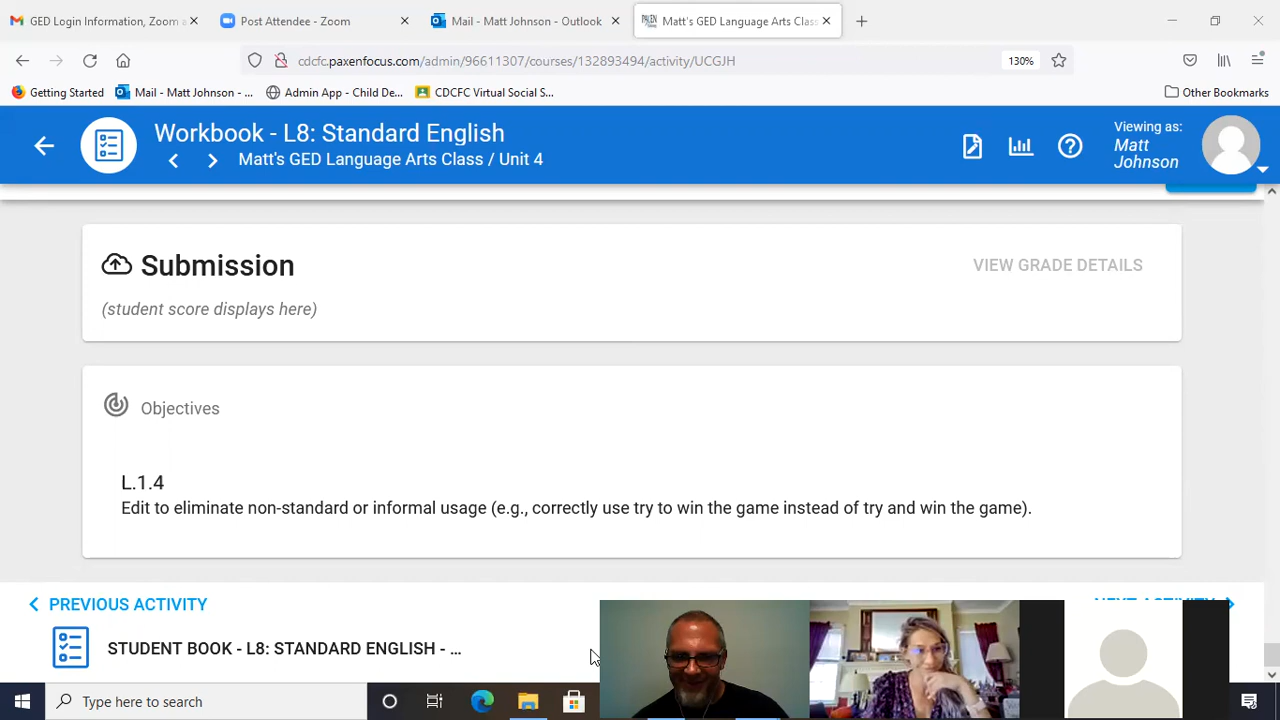 GED Login Information, Zoom a
Post Attendee - Zoom
Mail - Matt Johnson - Outlook
Matt's GED Language Arts Clas
cdcfc.paxenfocus.com/admin/96611307/courses/132893494/activity/UCGJH
130%
Getting Started
Mail - Matt Johnson - ...
Admin App - Child De...
CDCFC Virtual Social S...
Other Bookmarks
Workbook - L8: Standard English
Matt's GED Language Arts Class / Unit 4
Viewing as:
Matt
Johnson
Submission
VIEW GRADE DETAILS
(student score displays here)
Objectives
L.1.4
Edit to eliminate non-standard or informal usage (e.g., correctly use try to win the game instead of try and win the game).
PREVIOUS ACTIVITY
NEXT ACTIVITY
STUDENT BOOK - L8: STANDARD ENGLISH - ...
Type here to search